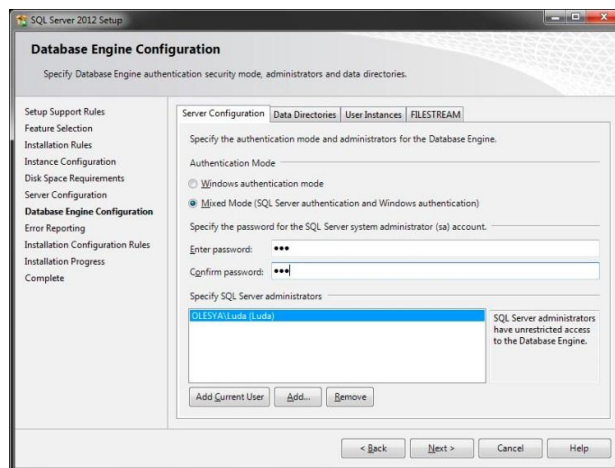 SQL Server 2012 Setup
Database Engine Configuration
Specify Database Engine authentication security mode, administrators and data directories.
Setup Support Rules
Feature Selection
Installation Rules
Instance Configuration
Disk Space Requirements
Server Configuration
Database Engine Configuration
Error Reporting
Installation Configuration Rules
Installation Progress
Complete
Server Configuration Data Directories User Instances FILESTREAM
Specify the authentication mode and administrators for the Database Engine.
Authentication Mode
Windows authentication mode
Mixed Mode (SQL Server authentication and Windows authentication)
Specify the password for the SQL Server system administrator (sa) account.
Enter password: •••
Confirm password: •••
Specify SQL Server administrators
OLESYA\Luda (Luda)
SQL Server administrators
have unrestricted access
to the Database Engine.
Add Current User Add... Remove
< Back Next > Cancel Help